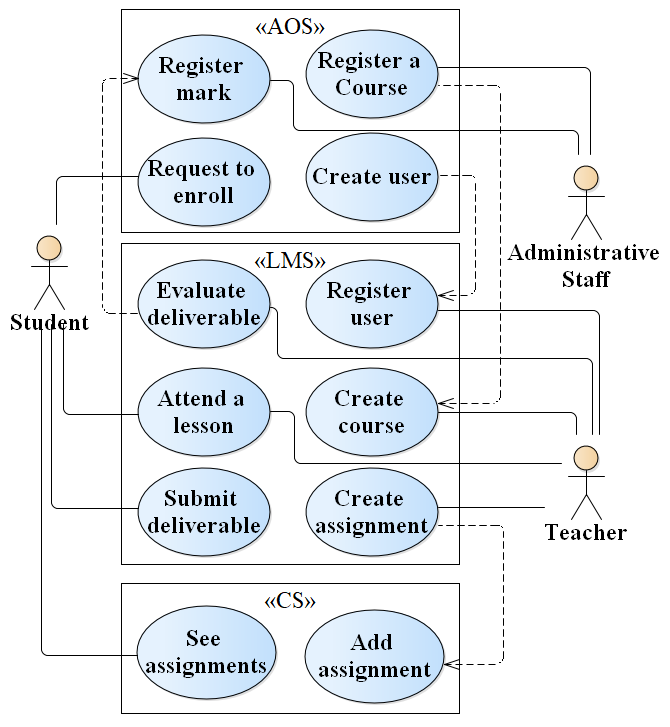 «AOS»
Register
mark
Register a
Course
Request to
enroll
Create user
Administrative
Staff
Student
«LMS»
Evaluate
deliverable
Register
user
Attend a
lesson
Create
course
Submit
deliverable
Create
assignment
Teacher
«CS»
See
assignments
Add
assignment